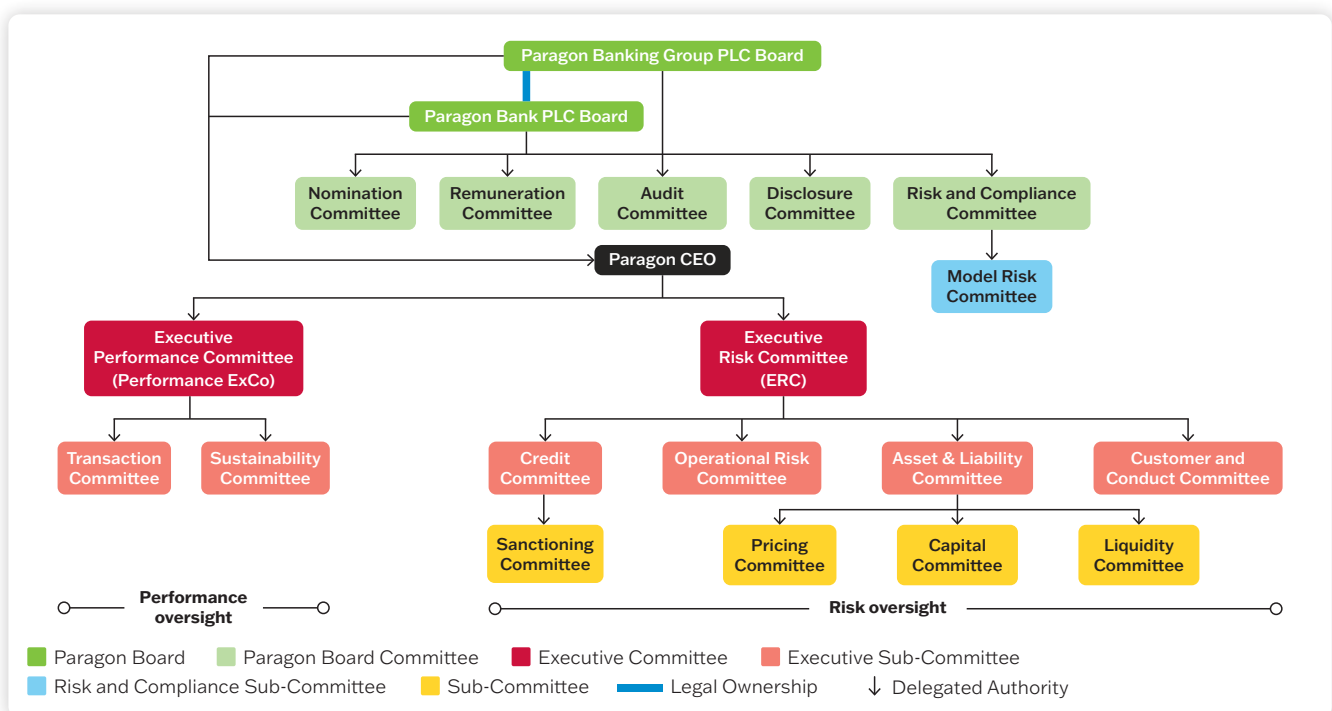 Paragon Banking Group PLC Board
Paragon Bank PLC Board
Nomination
Committee
Remuneration
Committee
Audit
Committee
Disclosure
Committee
Risk and Compliance
Committee
Paragon CEO
Model Risk
Committee
Executive
Performance Committee
(Performance ExCo)
Executive
Risk Committee
(ERC)
Transaction
Committee
Sustainability
Committee
Credit
Committee
Operational Risk
Committee
Asset & Liability
Committee
Customer and
Conduct Committee
Sanctioning
Committee
Pricing
Committee
Capital
Committee
Liquidity
Committee
Performance
oversight
Risk oversight
Paragon Board
Paragon Board Committee
Executive Committee
Executive Sub-Committee
Risk and Compliance Sub-Committee
Sub-Committee
Legal Ownership
Delegated Authority